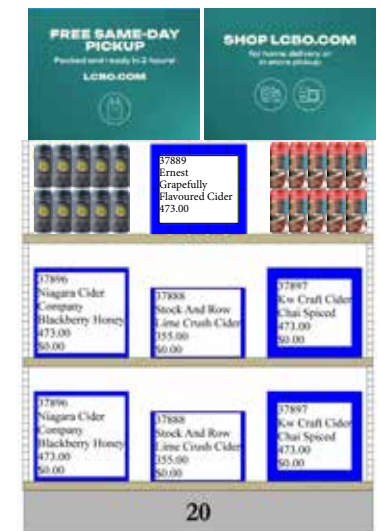 FREE SAME-DAY
PICKUP
Packed and ready in 2 hours!
LCBO.COM
SHOP LCBO.COM
for home delivery or
in-store pickup
37889
Ernest
Grapefully
Flavoured Cider
473.00
37896
Niagara Cider
Company
Blackberry Honey
473.00
$0.00
37888
Stock And Row
Lime Crush Cider
355.00
$0.00
37897
Kw Craft Cider
Chai Spiced
473.00
$0.00
37896
Niagara Cider
Company
Blackberry Honey
473.00
$0.00
37888
Stock And Row
Lime Crush Cider
355.00
$0.00
37897
Kw Craft Cider
Chai Spiced
473.00
$0.00
20